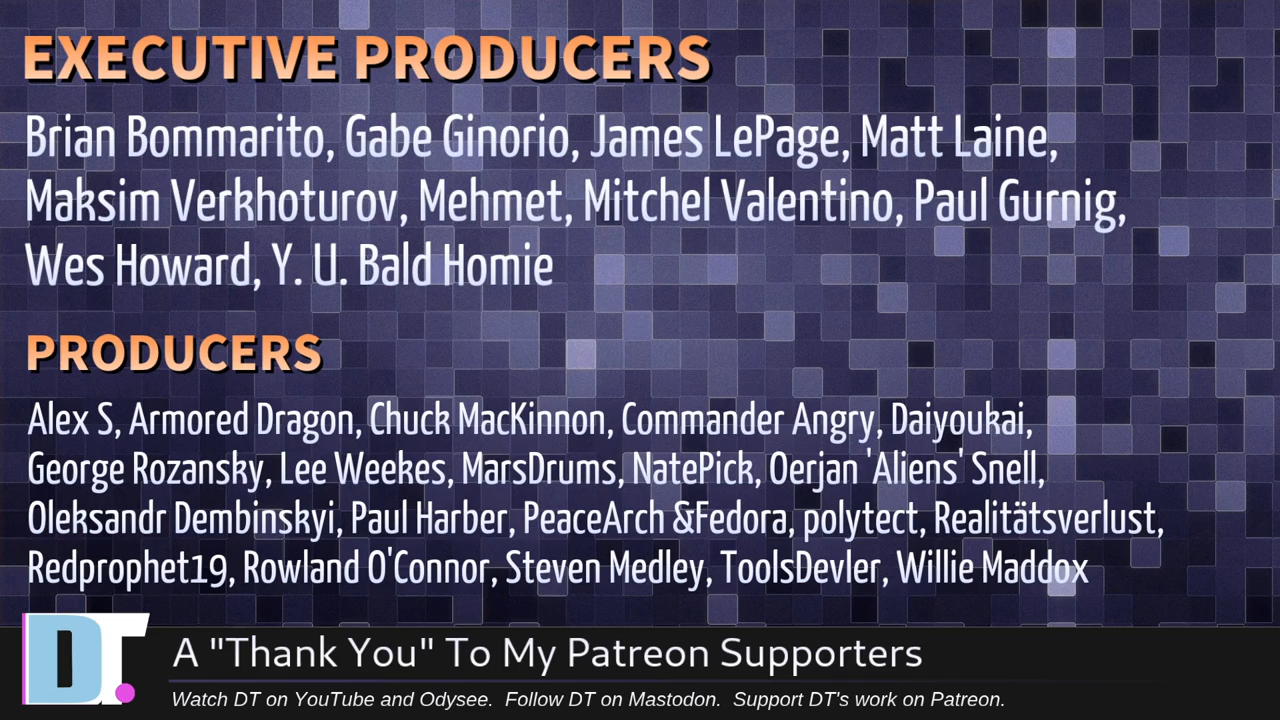 EXECUTIVE PRODUCERS
Brian Bommarito, Gabe Ginorio, James LePage, Matt Laine,
Maksim Verkhoturov, Mehmet, Mitchel Valentino, Paul Gurnig,
Wes Howard, Y. U. Bald Homie
PRODUCERS
Alex S, Armored Dragon, Chuck MacKinnon, Commander Angry, Daiyoukai,
George Rozansky, Lee Weekes, MarsDrums, NatePick, Oerjan 'Aliens' Snell,
Oleksandr Dembinskyi, Paul Harber, PeaceArch &Fedora, polytect, Realitätsverlust,
Redprophet19, Rowland O'Connor, Steven Medley, ToolsDevler, Willie Maddox
DT.
A "Thank You" To My Patreon Supporters
Watch DT on YouTube and Odysee. Follow DT on Mastodon. Support DT's work on Patreon.